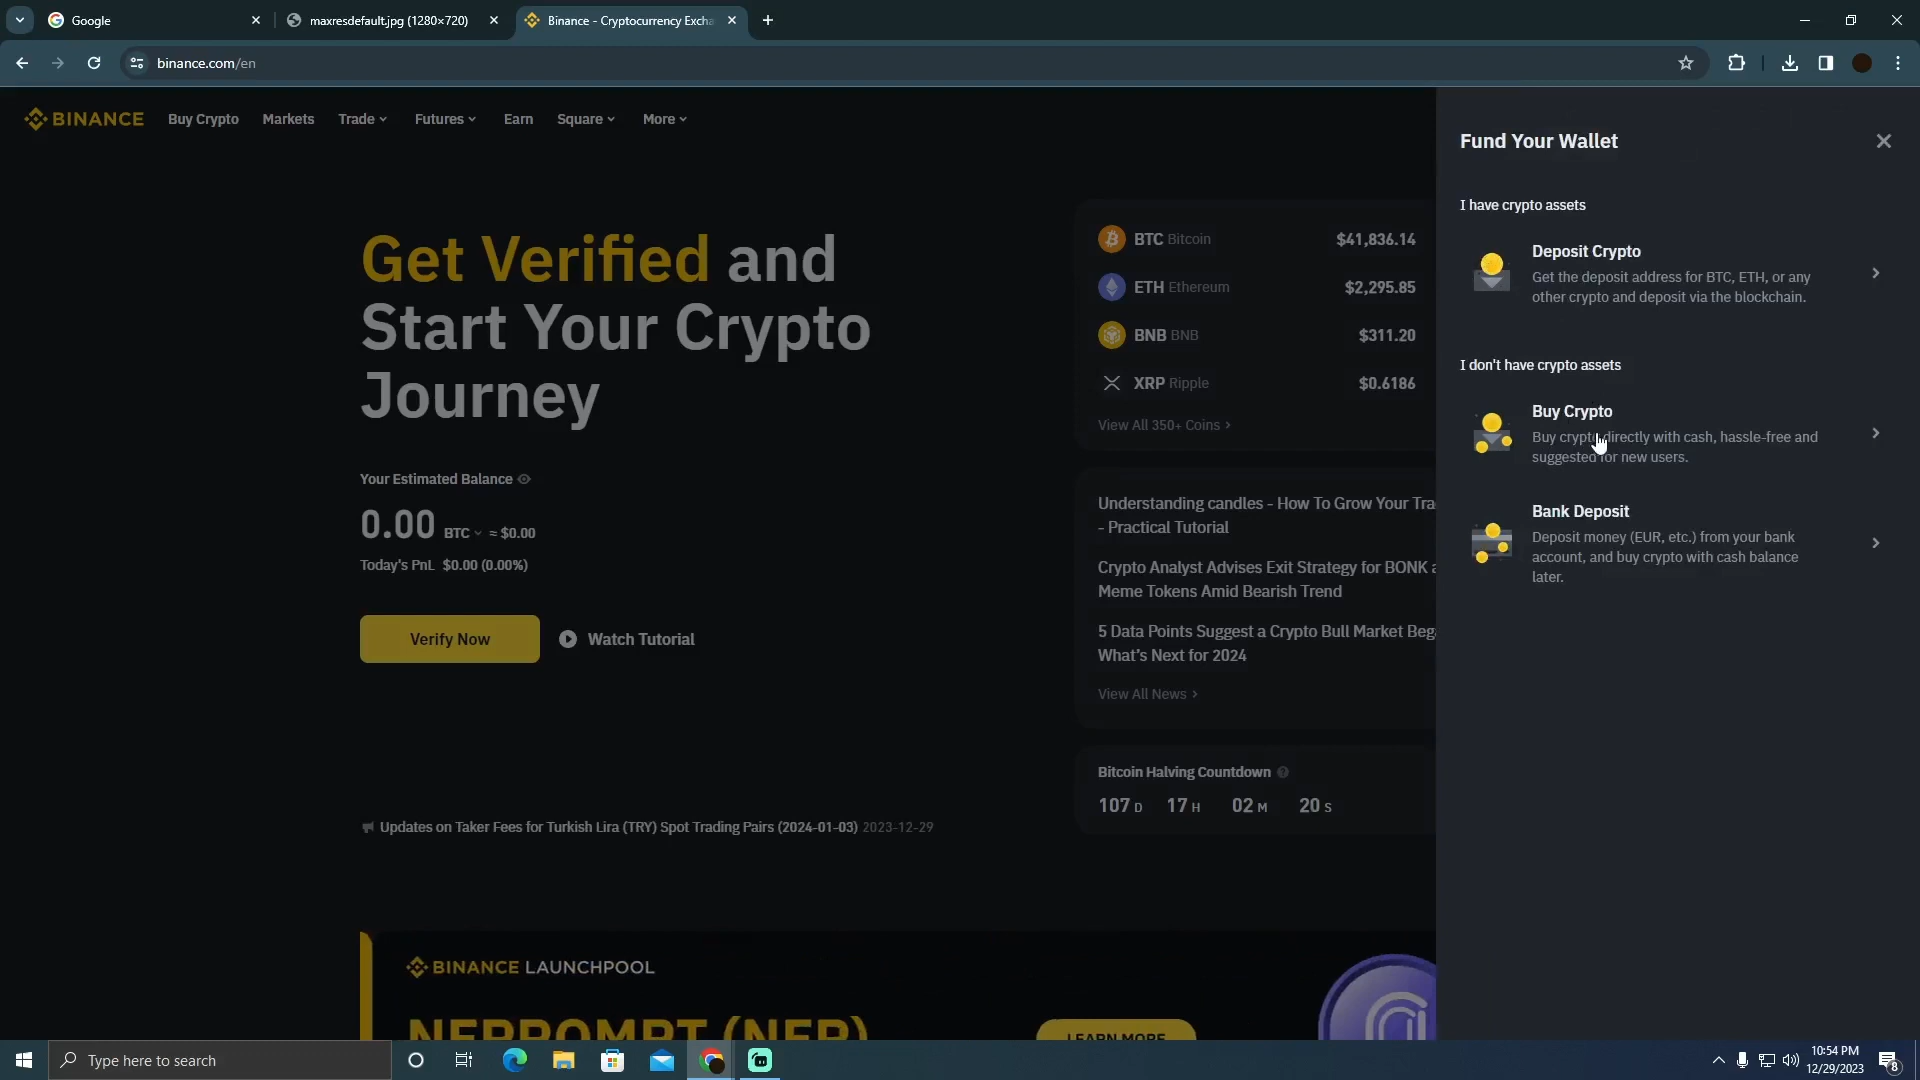 Google
maxresdefault.jpg (1280×720)
Binance - Cryptocurrency Excha
binance.com/en
BINANCE
Buy Crypto
Markets
Trade
Futures
Earn
Square
More
Get Verified and
Start Your Crypto
Journey
Your Estimated Balance
0.00 BTC ≈ $0.00
Today's PnL $0.00 (0.00%)
Verify Now
Watch Tutorial
Updates on Taker Fees for Turkish Lira (TRY) Spot Trading Pairs (2024-01-03) 2023-12-29
BTC Bitcoin $41,836.14
ETH Ethereum $2,295.85
BNB BNB $311.20
XRP Ripple $0.6186
View All 350+ Coins
Understanding candles - How To Grow Your Tra
- Practical Tutorial
Crypto Analyst Advises Exit Strategy for BONK
Meme Tokens Amid Bearish Trend
5 Data Points Suggest a Crypto Bull Market Beg
What's Next for 2024
View All News
Bitcoin Halving Countdown
107 D 17 H 02 M 20 S
BINANCE LAUNCHPOOL
NFPROMPT (NFP)
LEARN MORE
Fund Your Wallet
I have crypto assets
Deposit Crypto
Get the deposit address for BTC, ETH, or any
other crypto and deposit via the blockchain.
I don't have crypto assets
Buy Crypto
Buy crypto directly with cash, hassle-free and
suggested for new users.
Bank Deposit
Deposit money (EUR, etc.) from your bank
account, and buy crypto with cash balance
later.
Type here to search
10:54 PM
12/29/2023
8